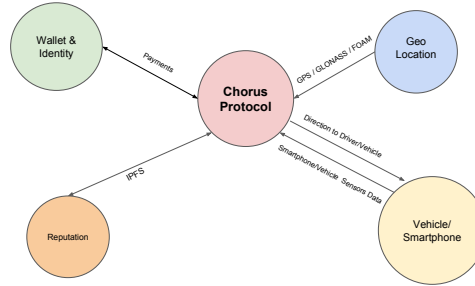 Wallet &
Identity
Geo
Location
Payments
GPS / GLONASS / FOAM
Chorus
Protocol
Direction to Driver/Vehicle
Smartphone/Vehicle Sensors Data
IPFS
Reputation
Vehicle/
Smartphone